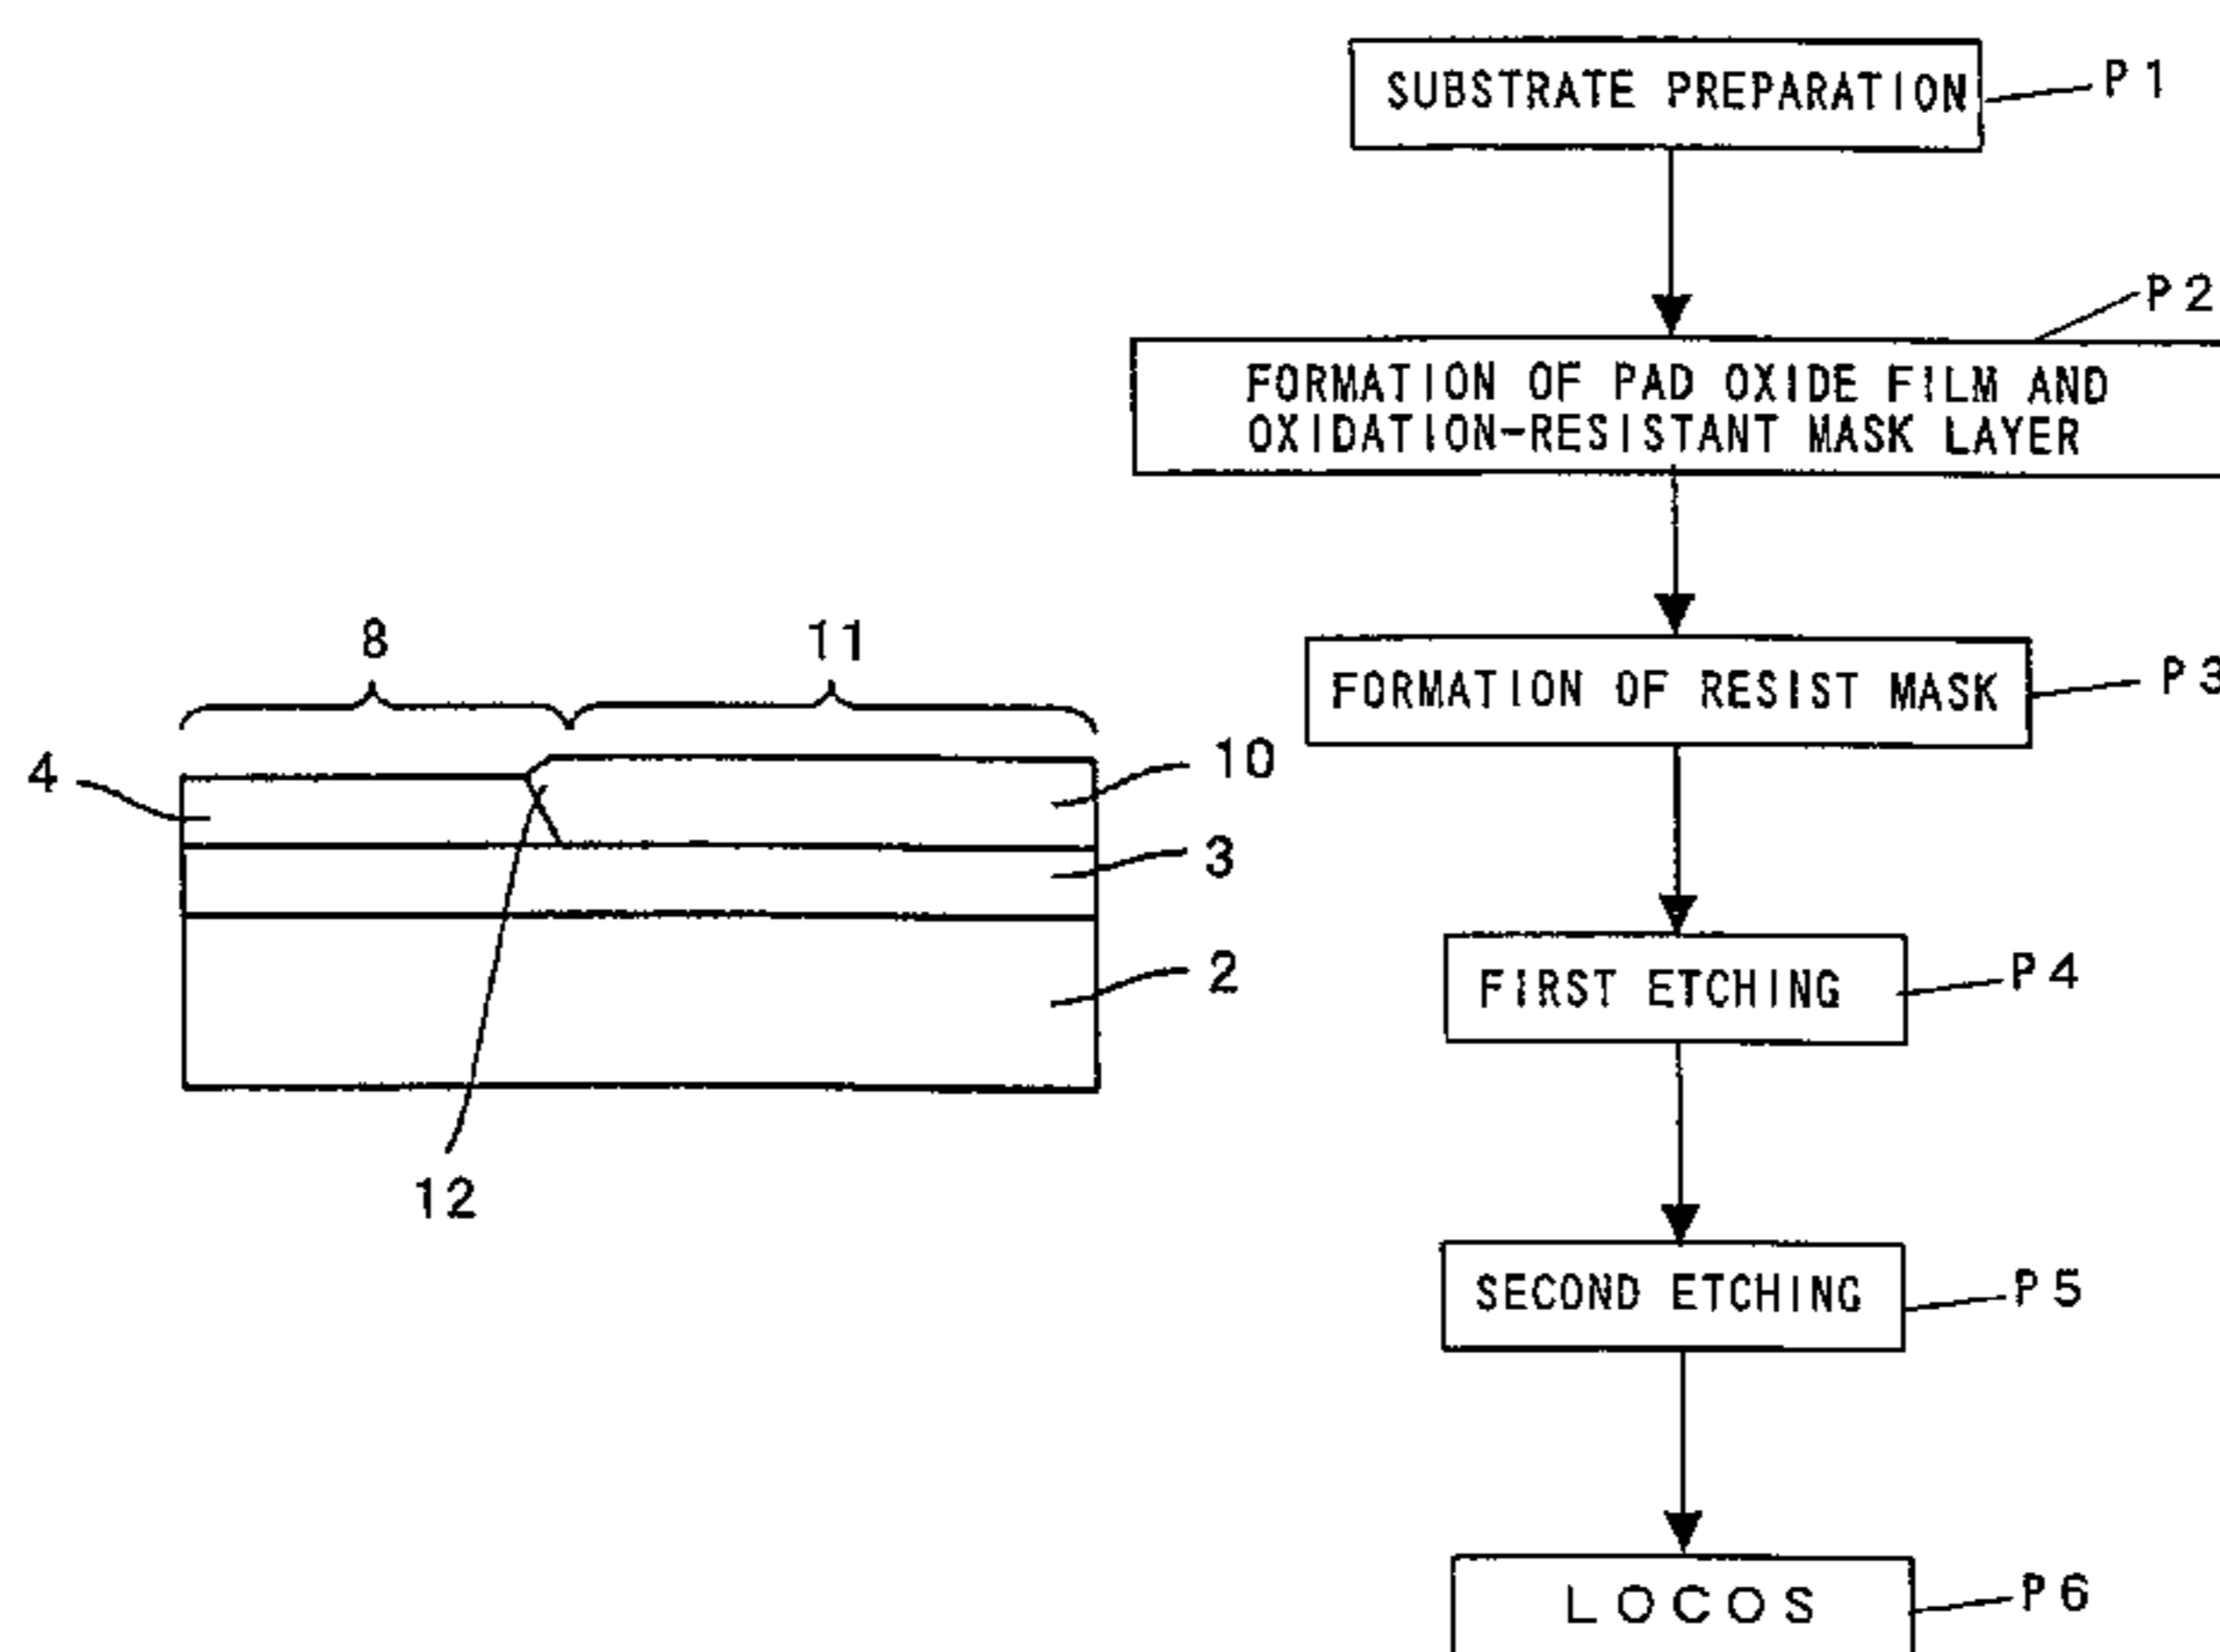 8
11
4
10
3
2
12
SUBSTRATE PREPARATION
P1
P2
FORMATION OF PAD OXIDE FILM AND
OXIDATION-RESISTANT MASK LAYER
FORMATION OF RESIST MASK
P3
FIRST ETCHING
P4
SECOND ETCHING
P5
LOCOS
P6